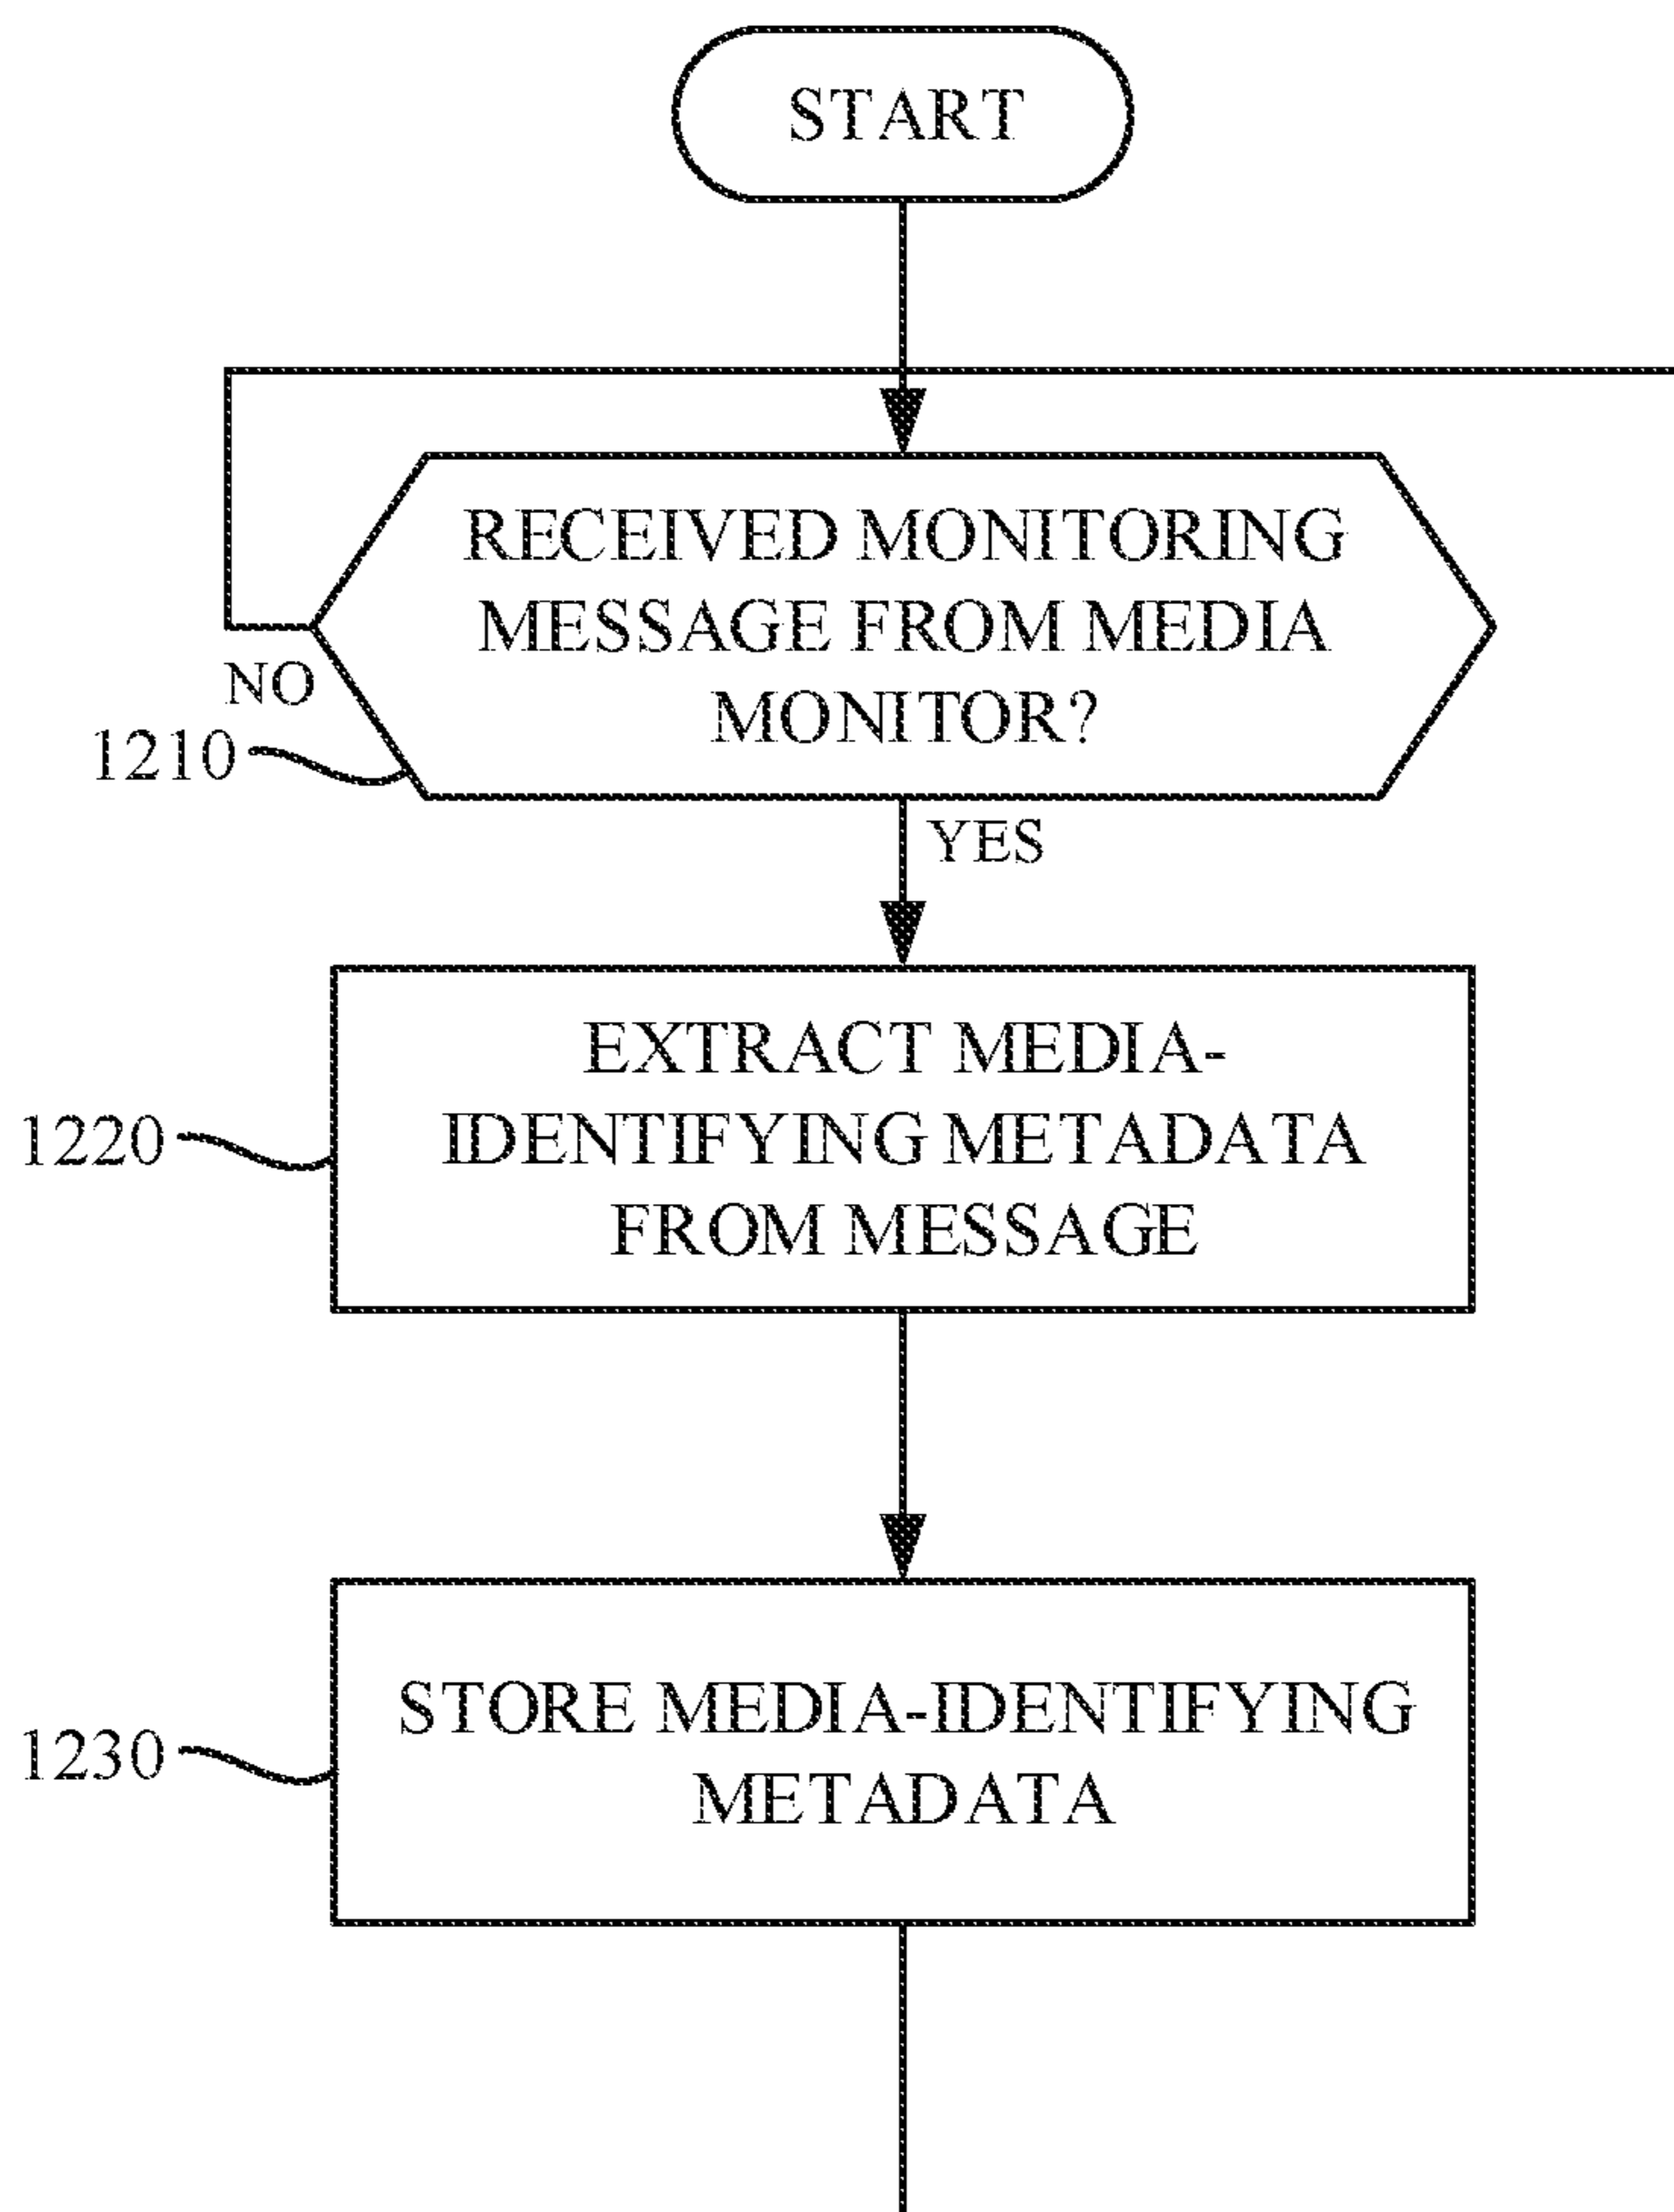 START
RECEIVED MONITORING
MESSAGE FROM MEDIA
MONITOR?
NO
1210
YES
EXTRACT MEDIA-
IDENTIFYING METADATA
FROM MESSAGE
1220
STORE MEDIA-IDENTIFYING
METADATA
1230